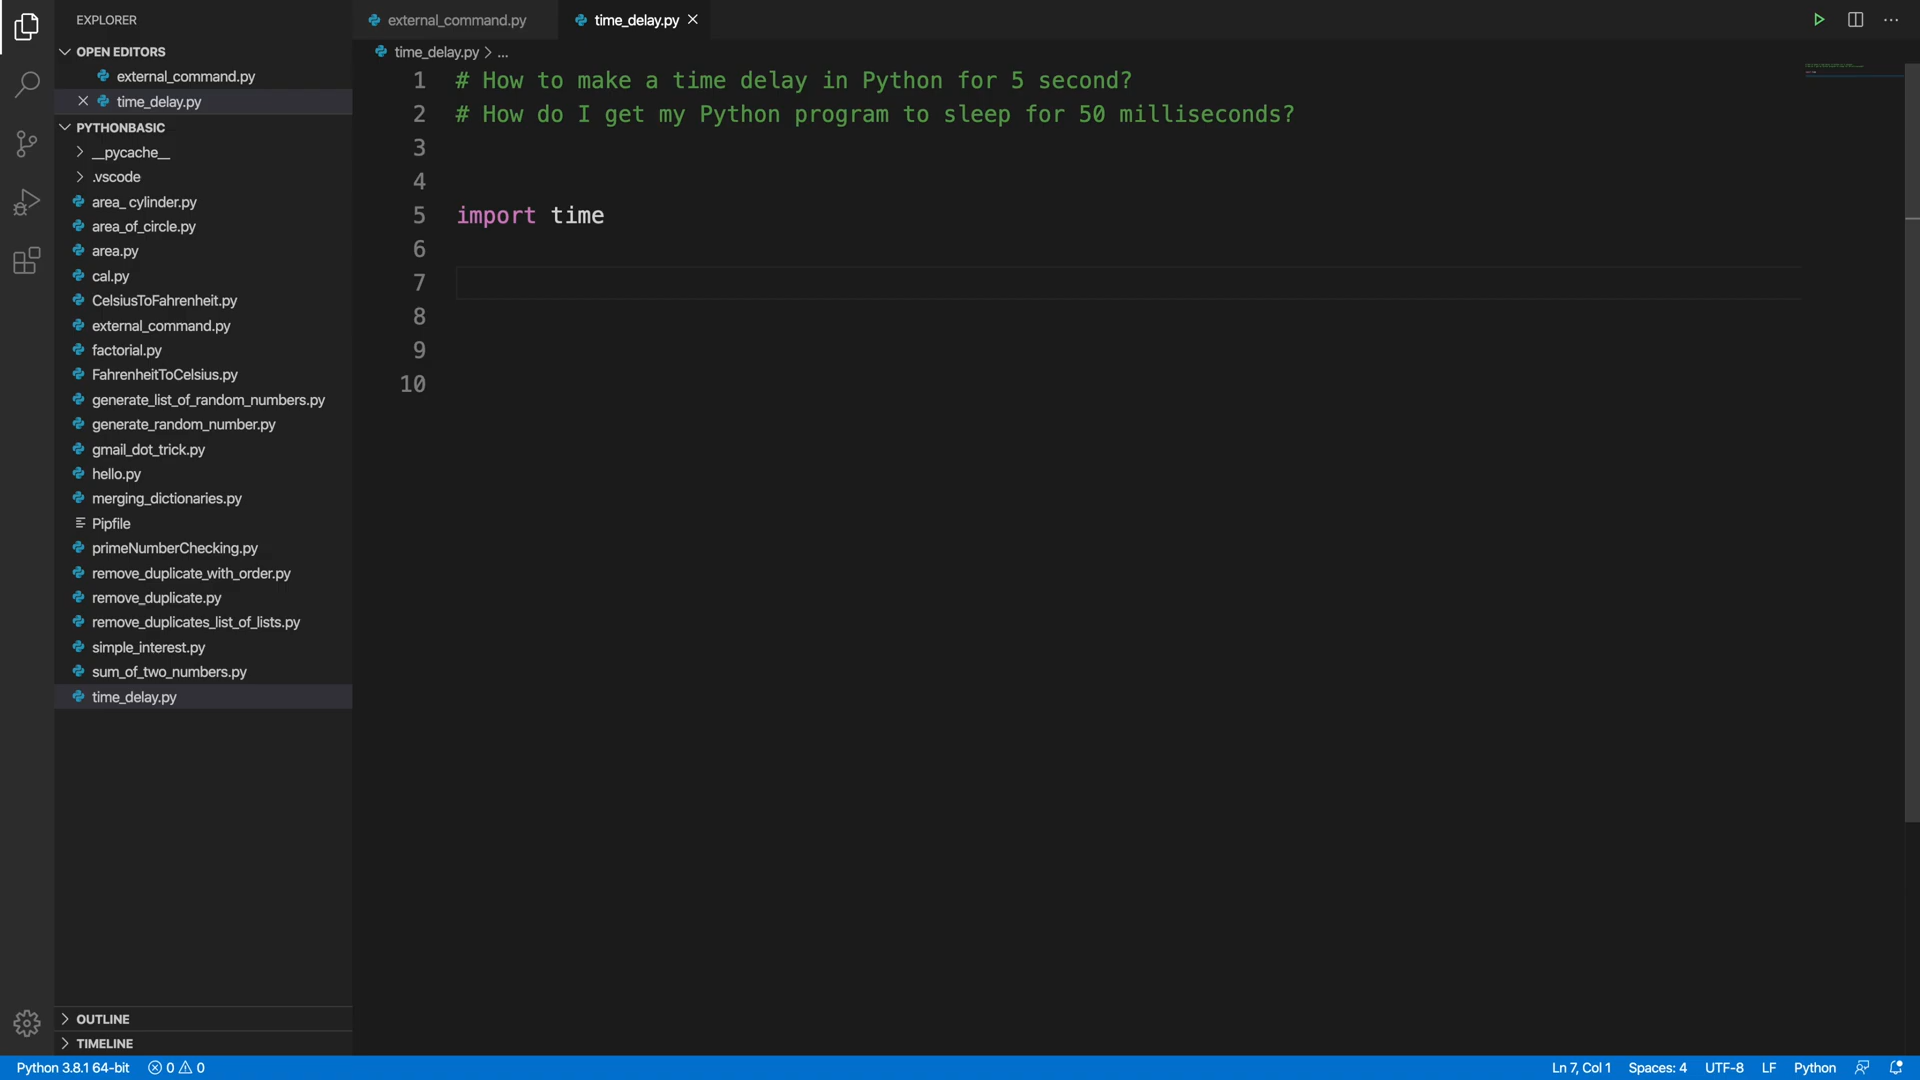 EXPLORER
OPEN EDITORS
external_command.py
time_delay.py
PYTHONBASIC
__pycache__
.vscode
area_ cylinder.py
area_of_circle.py
area.py
cal.py
CelsiusToFahrenheit.py
external_command.py
factorial.py
FahrenheitToCelsius.py
generate_list_of_random_numbers.py
generate_random_number.py
gmail_dot_trick.py
hello.py
merging_dictionaries.py
Pipfile
primeNumberChecking.py
remove_duplicate_with_order.py
remove_duplicate.py
remove_duplicates_list_of_lists.py
simple_interest.py
sum_of_two_numbers.py
time_delay.py
OUTLINE
TIMELINE
external_command.py time_delay.py
time_delay.py > ...
1 # How to make a time delay in Python for 5 second?
2 # How do I get my Python program to sleep for 50 milliseconds?
3
4
5 import time
6
7
8
9
10
Python 3.8.1 64-bit 0 0 Ln 7, Col 1 Spaces: 4 UTF-8 LF Python